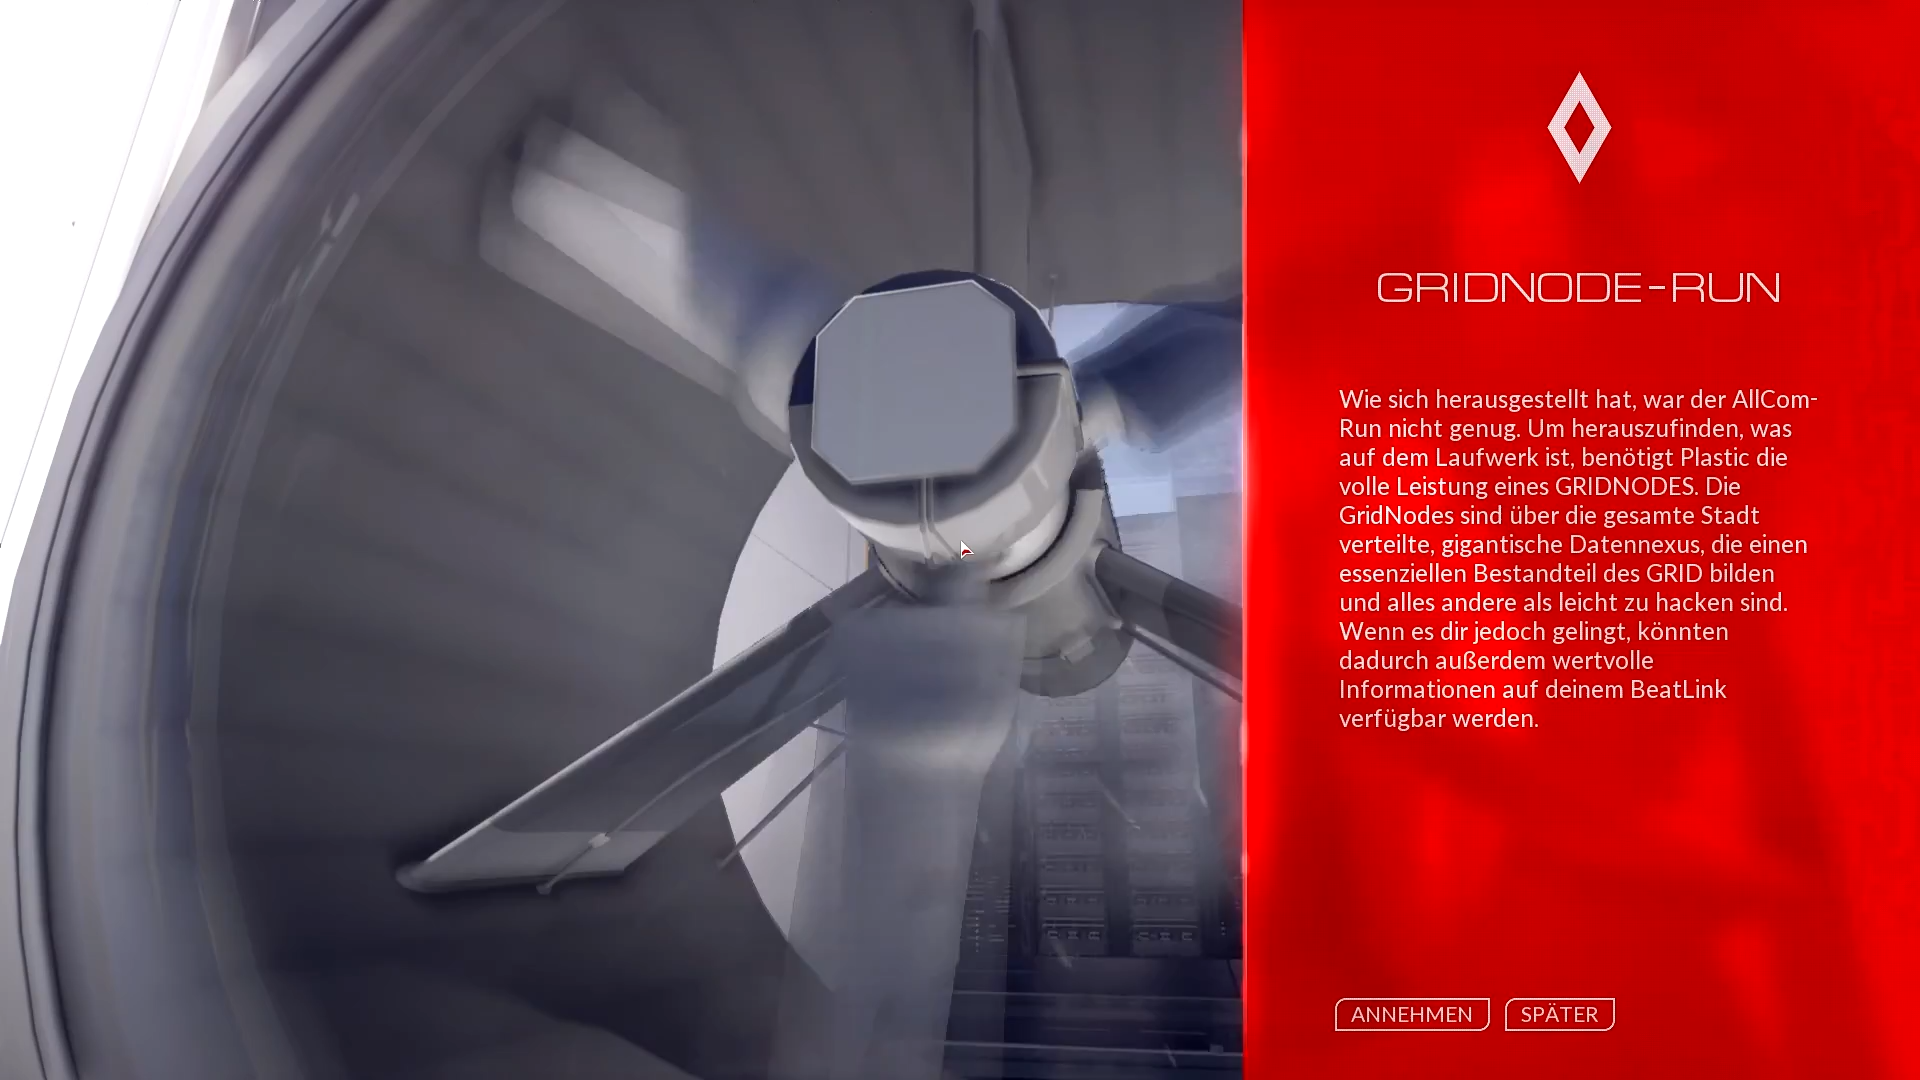 GRIDNODE-RUN
Wie sich herausgestellt hat, war der AllCom-
Run nicht genug. Um herauszufinden, was
auf dem Laufwerk ist, benötigt Plastic die
volle Leistung eines GRIDNODES. Die
GridNodes sind über die gesamte Stadt
verteilte, gigantische Datennexus, die einen
essenziellen Bestandteil des GRID bilden
und alles andere als leicht zu hacken sind.
Wenn es dir jedoch gelingt, könnten
dadurch außerdem wertvolle
Informationen auf deinem BeatLink
verfügbar werden.
ANNEHMEN SPÄTER